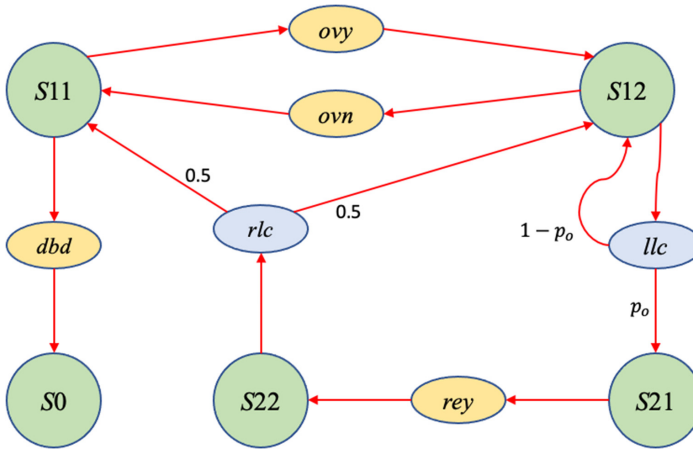 ovy
S11
S12
ovn
0.5
0.5
rlc
1 − pₒ
dbd
llc
pₒ
S0
S22
rey
S21